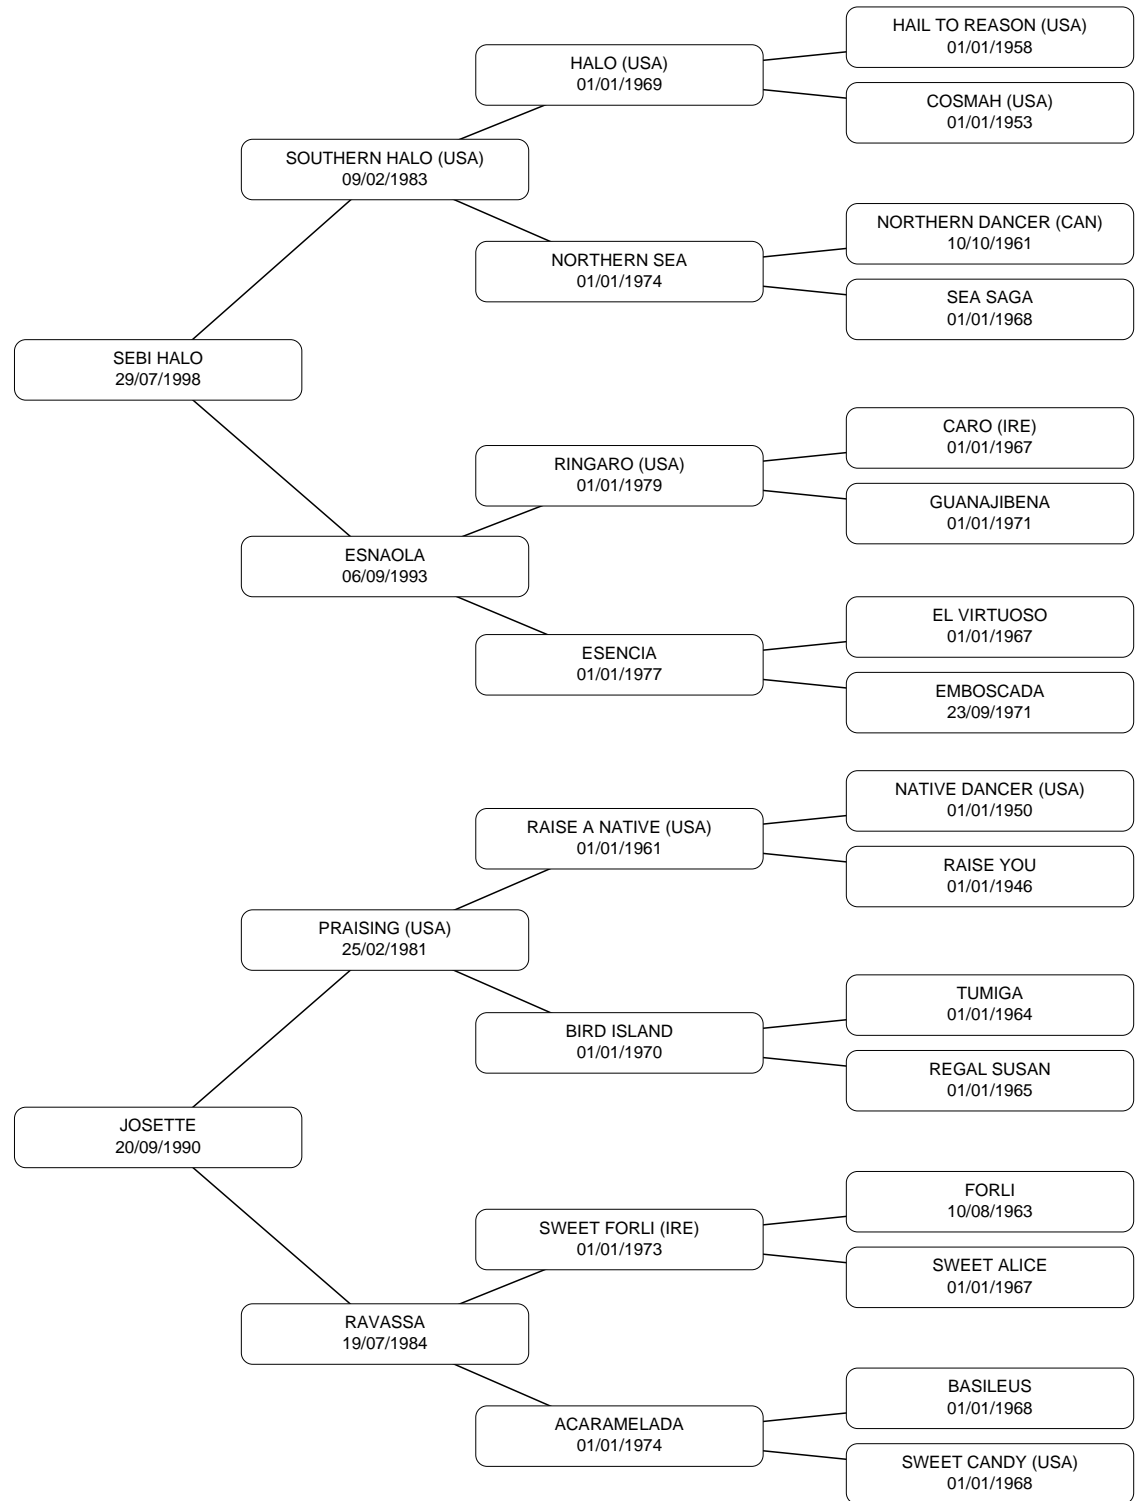 HAIL TO REASON (USA)
01/01/1958
HALO (USA)
01/01/1969
COSMAH (USA)
01/01/1953
SOUTHERN HALO (USA)
09/02/1983
NORTHERN DANCER (CAN)
10/10/1961
NORTHERN SEA
01/01/1974
SEA SAGA
01/01/1968
SEBI HALO
29/07/1998
CARO (IRE)
01/01/1967
RINGARO (USA)
01/01/1979
GUANAJIBENA
01/01/1971
ESNAOLA
06/09/1993
EL VIRTUOSO
01/01/1967
ESENCIA
01/01/1977
EMBOSCADA
23/09/1971
NATIVE DANCER (USA)
01/01/1950
RAISE A NATIVE (USA)
01/01/1961
RAISE YOU
01/01/1946
PRAISING (USA)
25/02/1981
TUMIGA
01/01/1964
BIRD ISLAND
01/01/1970
REGAL SUSAN
01/01/1965
JOSETTE
20/09/1990
FORLI
10/08/1963
SWEET FORLI (IRE)
01/01/1973
SWEET ALICE
01/01/1967
RAVASSA
19/07/1984
BASILEUS
01/01/1968
ACARAMELADA
01/01/1974
SWEET CANDY (USA)
01/01/1968